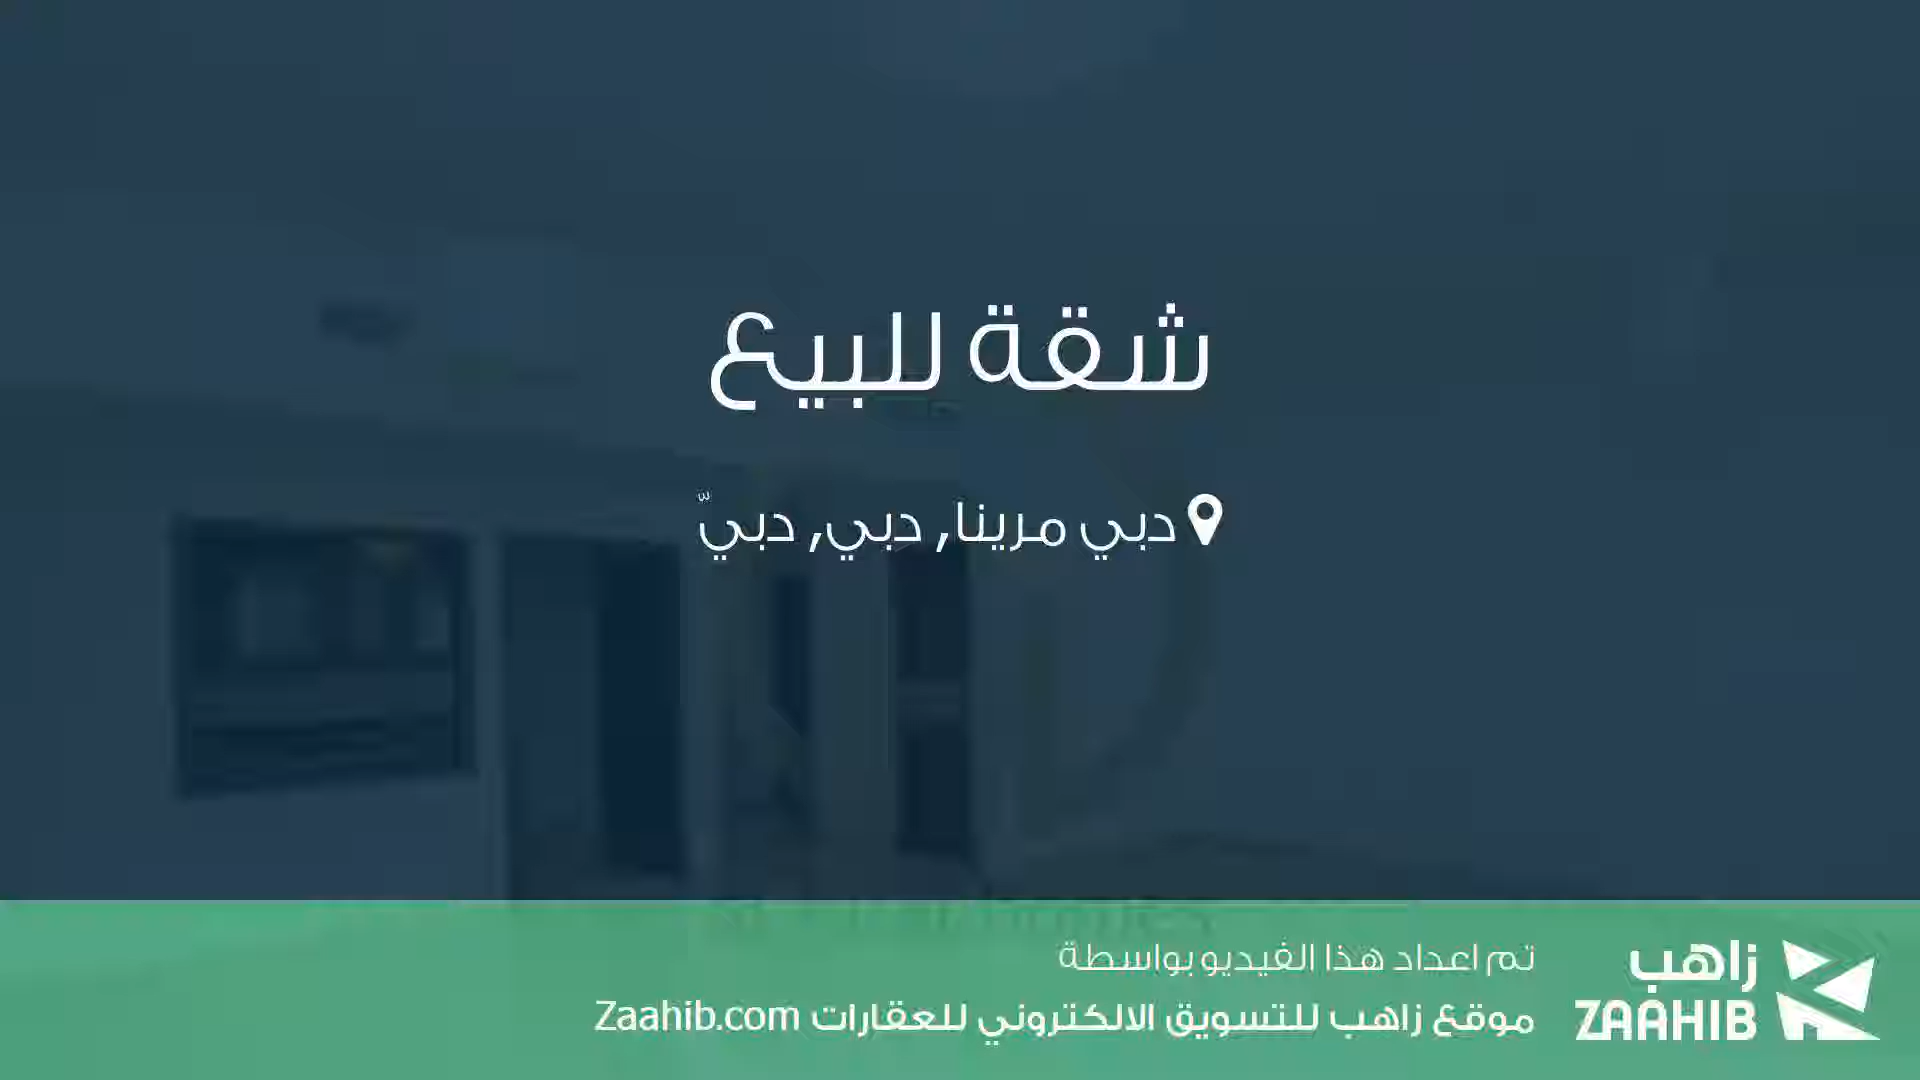 شقة للبيع
دبي مرينا, دبي, دبيّ
تم اعداد هذا الفيديو بواسطة
موقع زاهب للتسويق الالكتروني للعقارات Zaahib.com
زاهب
ZAAHIB